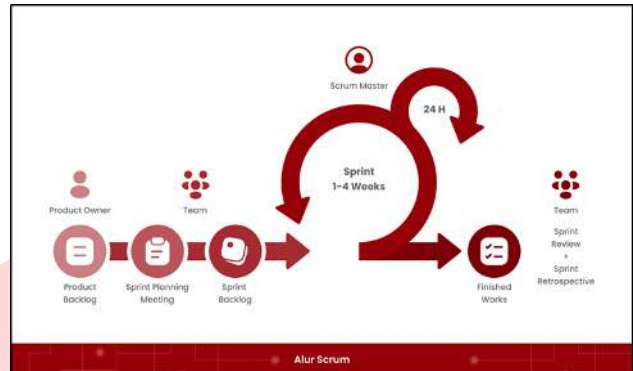 Scrum Master
24 H
Sprint
1-4 Weeks
Product Owner
Team
Team
Product
Backlog
Sprint Planning
Meeting
Sprint
Backlog
Finished
Works
Sprint
Review
+
Sprint
Retrospective
Alur Scrum